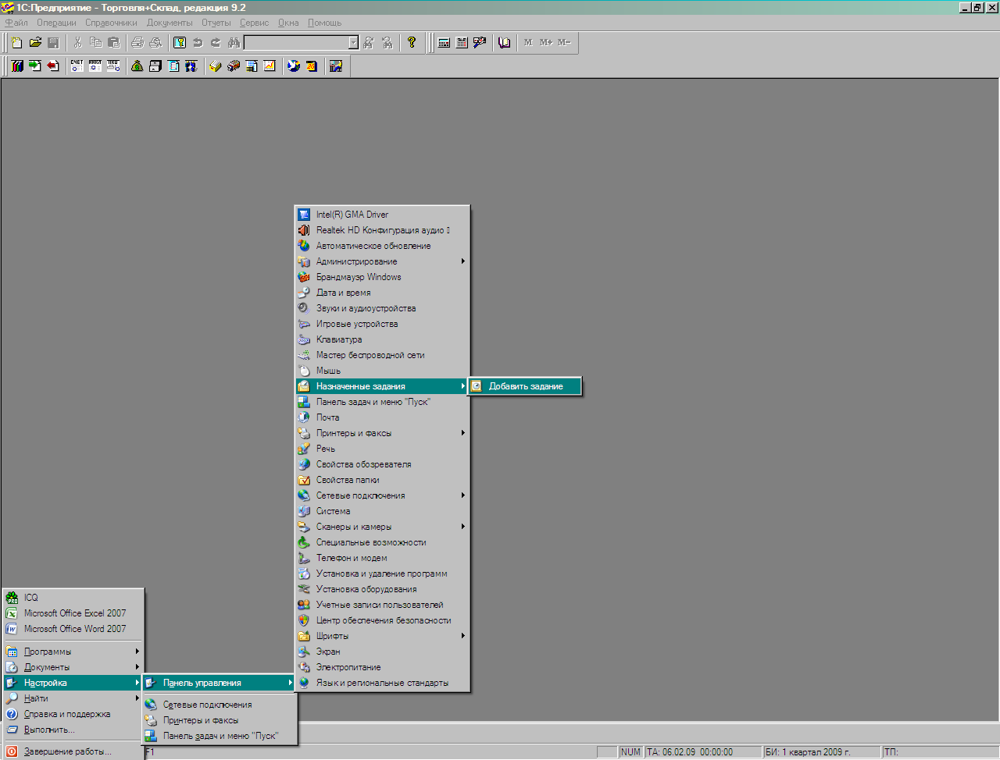 1С:Предприятие - Торговля+Склад, редакция 9.2
Файл Операции Справочники Документы Отчеты Сервис Окна Помощь
M M+ M-
Intel(R) GMA Driver
Realtek HD Конфигурация аудио
Автоматическое обновление
Администрирование
Брандмауэр Windows
Дата и время
Звуки и аудиоустройства
Игровые устройства
Клавиатура
Мастер беспроводной сети
Мышь
Назначенные задания
Добавить задание
Панель задач и меню "Пуск"
Почта
Принтеры и факсы
Речь
Свойства обозревателя
Свойства папки
Сетевые подключения
Система
Сканеры и камеры
Специальные возможности
Телефон и модем
Установка и удаление программ
Установка оборудования
Учетные записи пользователей
Центр обеспечения безопасности
Шрифты
Экран
Электропитание
Язык и региональные стандарты
ICQ
Microsoft Office Excel 2007
Microsoft Office Word 2007
Программы
Документы
Настройка
Найти
Справка и поддержка
Выполнить...
Завершение работы...
Панель управления
Сетевые подключения
Принтеры и факсы
Панель задач и меню "Пуск"
F1
NUM
TA: 06.02.09 00:00:00
БИ: 1 квартал 2009 г.
ТП: